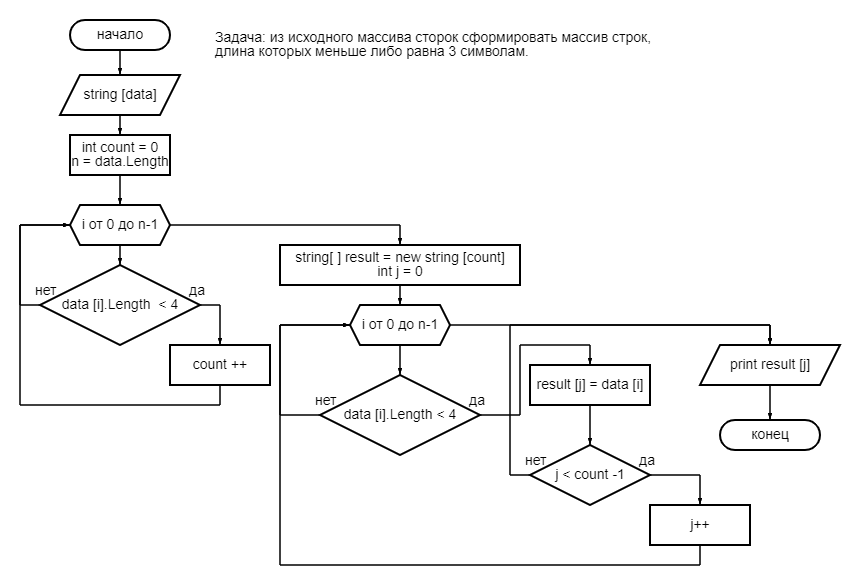 начало
Задача: из исходного массива сторок сформировать массив строк,
длина которых меньше либо равна 3 символам.
string [data]
int count = 0
n = data.Length
i от 0 до n-1
нет
data [i].Length < 4
да
count ++
string[ ] result = new string [count]
int j = 0
i от 0 до n-1
нет
data [i].Length < 4
да
result [j] = data [i]
нет
j < count -1
да
j++
print result [j]
конец